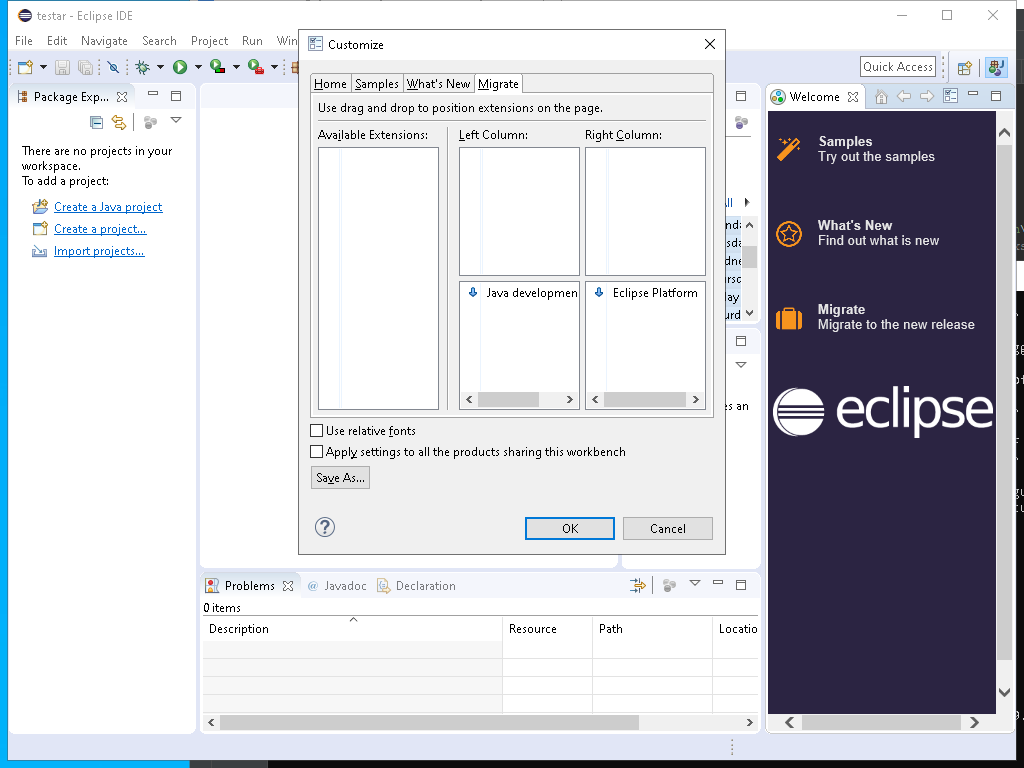 testar - Eclipse IDE
File Edit Navigate Search Project Run Win
Quick Access
Package Exp...
There are no projects in your
workspace.
To add a project:
Create a Java project
Create a project...
Import projects...
Customize
Home Samples What's New Migrate
Use drag and drop to position extensions on the page.
Available Extensions: Left Column: Right Column:
Java developmen
Eclipse Platform
Use relative fonts
Apply settings to all the products sharing this workbench
Save As...
OK Cancel
Welcome
Samples
Try out the samples
What's New
Find out what is new
Migrate
Migrate to the new release
eclipse
Problems Javadoc Declaration
0 items
Description Resource Path Locatio